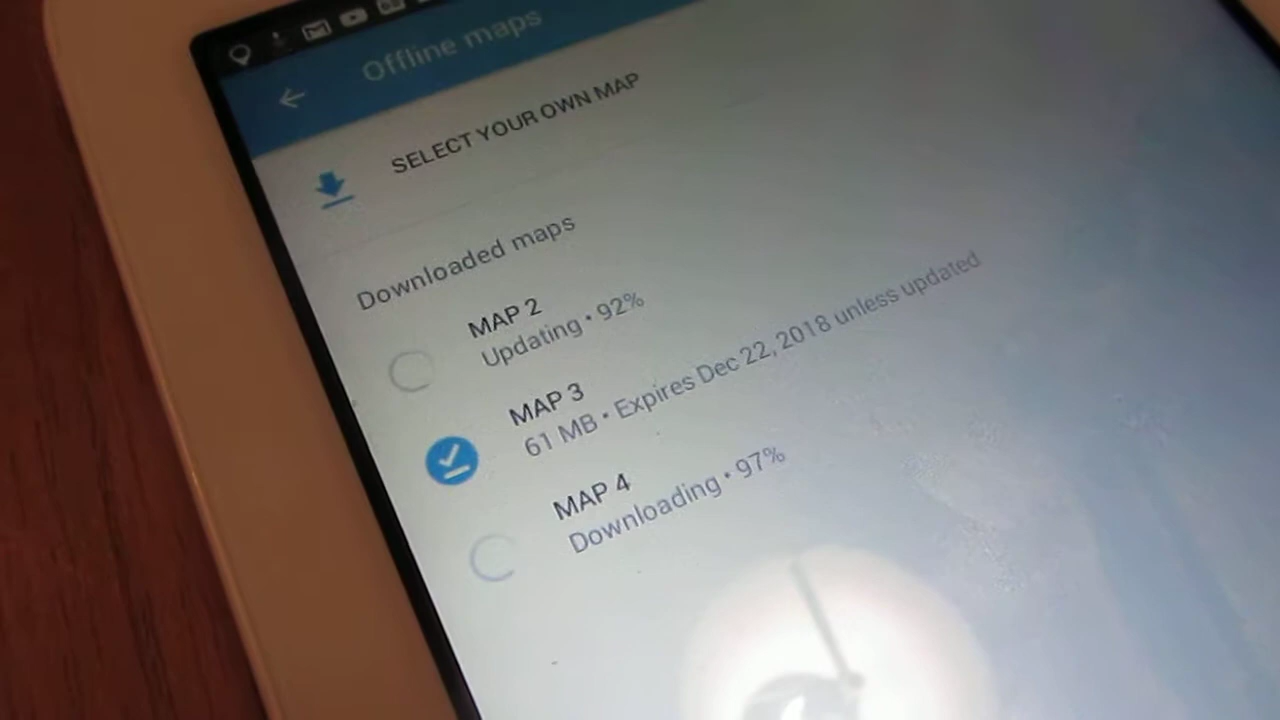 Offline maps
SELECT YOUR OWN MAP
Downloaded maps
MAP 2
Updating • 92%
MAP 3
61 MB • Expires Dec 22, 2018 unless updated
MAP 4
Downloading • 97%